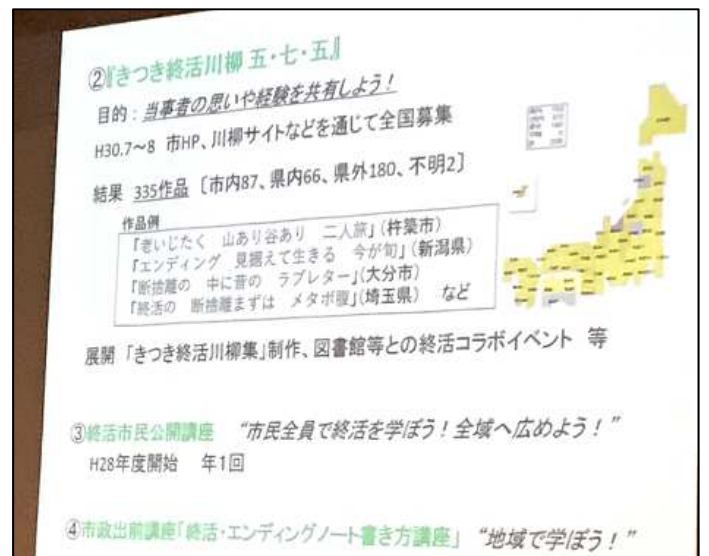 ②『きつき終活川柳 五・七・五』
目的：当事者の思いや経験を共有しよう！
H30.7～8 市HP、川柳サイトなどを通じて全国募集
結果 335作品〔市内87、県内66、県外180、不明2〕
作品例
「老いじたく 山あり谷あり 二人旅」（杵築市）
「エンディング 見据えて生きる 今が旬」（新潟県）
「断捨離の 中に昔の ラブレター」（大分市）
「終活の 断捨離まずは メタボ腹」（埼玉県） など
展開「きつき終活川柳集」制作、図書館等との終活コラボイベント 等
③終活市民公開講座 “市民全員で終活を学ぼう！全域へ広めよう！”
H28年度開始 年1回
④市政出前講座「終活・エンディングノート書き方講座」 “地域で学ぼう！”